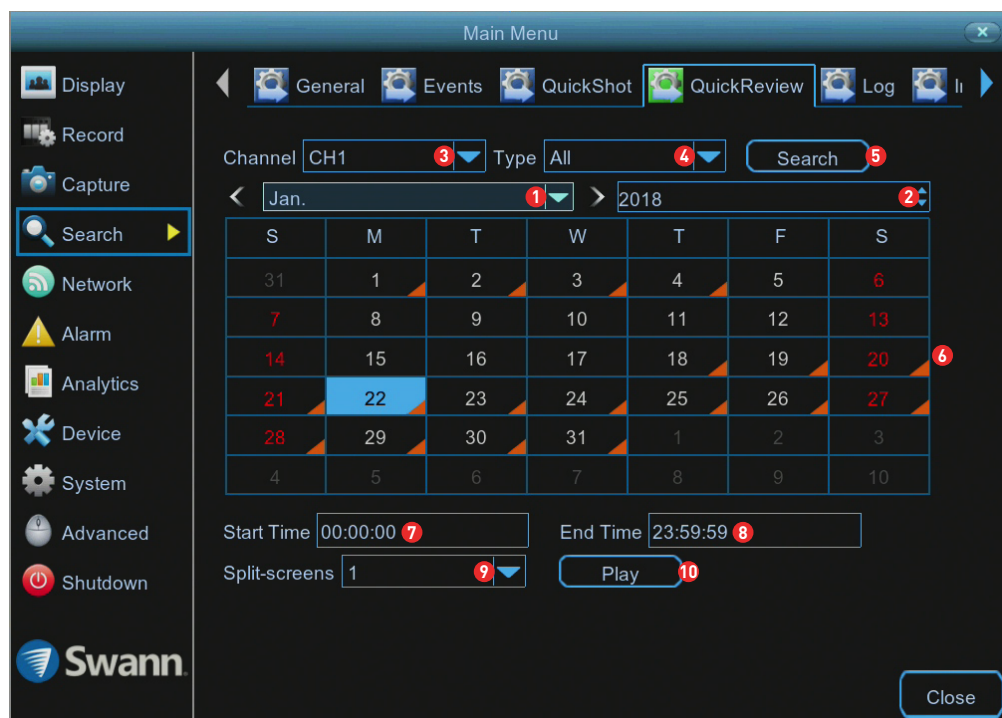 Main Menu
Display
Record
Capture
Search
Network
Alarm
Analytics
Device
System
Advanced
Shutdown
Swann
General Events QuickShot QuickReview Log
Channel CH1 3 Type All 4 Search 5
Jan. 1 2018 2
S M T W T F S
31 1 2 3 4 5 6
7 8 9 10 11 12 13
14 15 16 17 18 19 20 6
21 22 23 24 25 26 27
28 29 30 31 1 2 3
4 5 6 7 8 9 10
Start Time 00:00:00 7 End Time 23:59:59 8
Split-screens 1 9 Play 10
Close